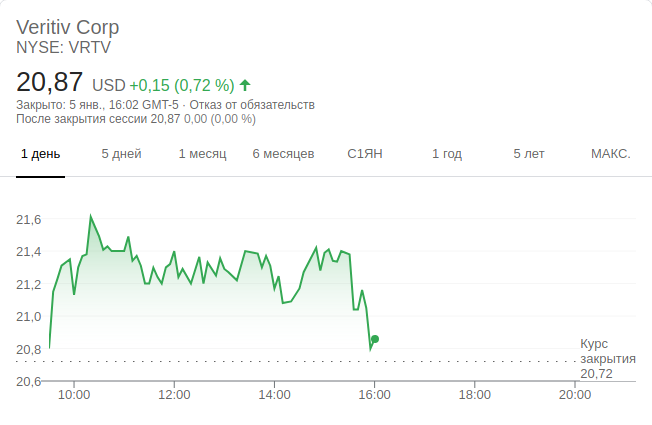 Veritiv Corp
NYSE: VRTV
20,87 USD +0,15 (0,72 %)
Закрыто: 5 янв., 16:02 GMT-5 · Отказ от обязательств
После закрытия сессии 20,87 0,00 (0,00 %)
1 день 5 дней 1 месяц 6 месяцев С1ЯН 1 год 5 лет МАКС.
21,6
21,4
21,2
21,0
20,8
20,6
Курс
закрытия
20,72
10:00 12:00 14:00 16:00 18:00 20:00